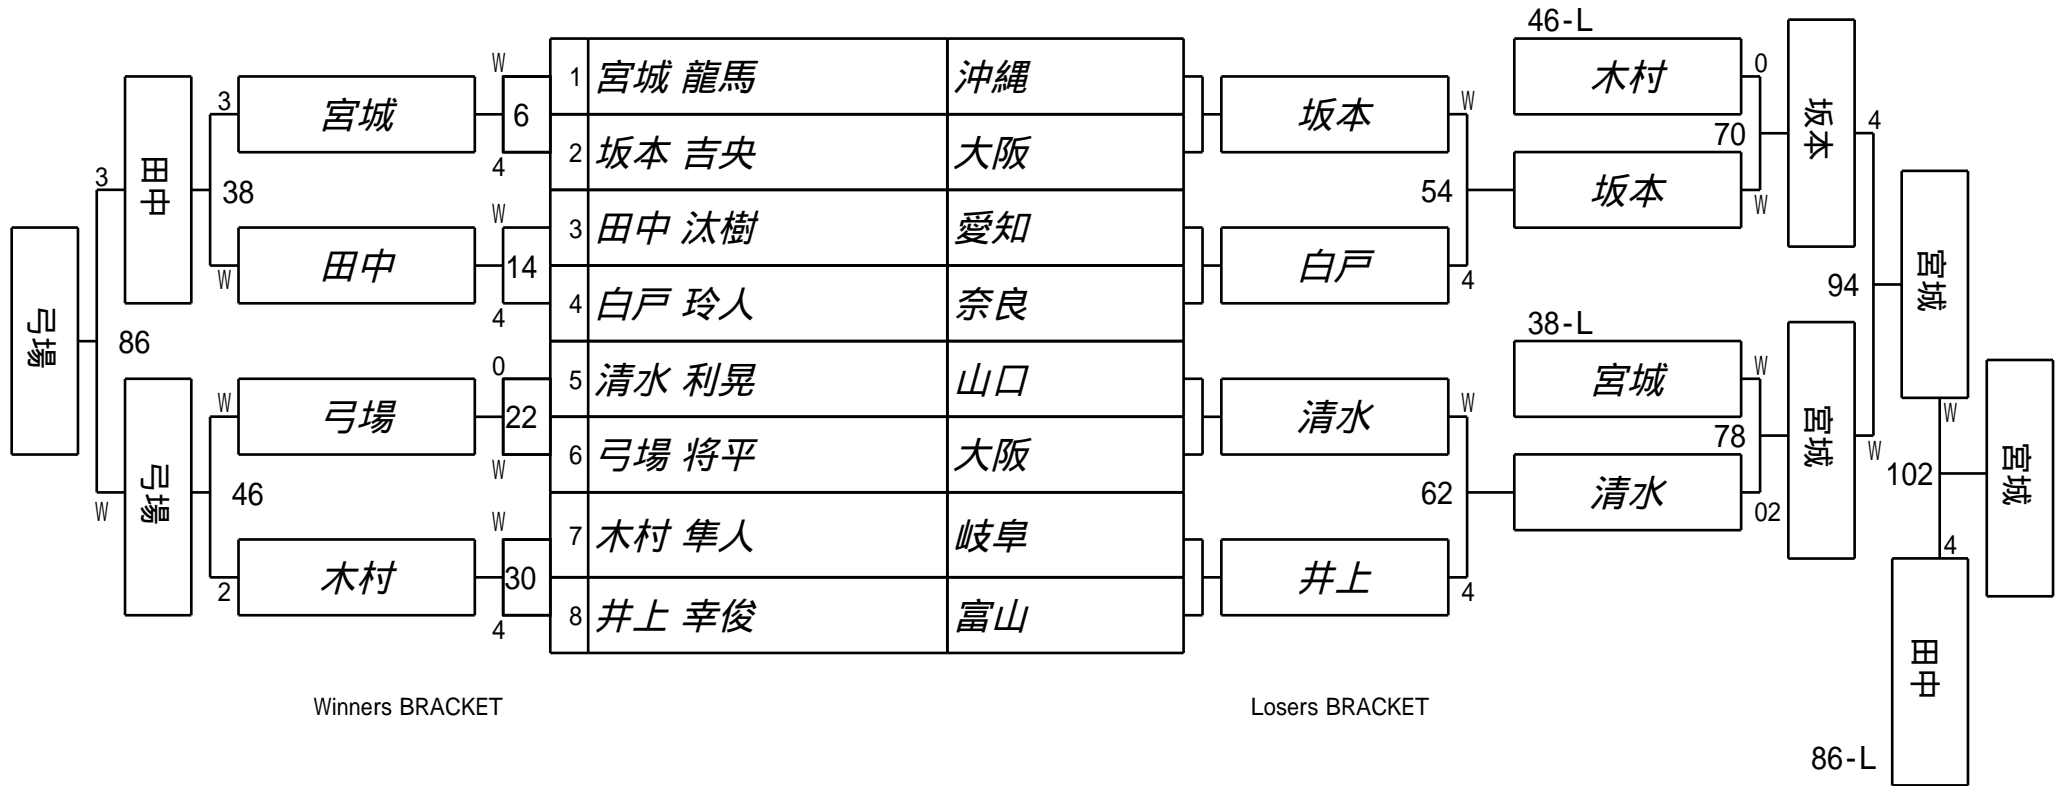 46-L
W
1 宮城 龍馬 沖縄
木村
0
3
宮城
6
坂本
W
坂本
4
70
4
2 坂本 吉央 大阪
3
田中
38
54
坂本
W
W
3 田中 汰樹 愛知
宮城
W
田中
14
白戸
4
4
4 白戸 玲人 奈良
94
弓場
86
38-L
0
5 清水 利晃 山口
宮城
W
W
弓場
22
清水
W
宮城
78
W
宮城
W
6 弓場 将平 大阪
W
弓場
46
62
清水
02
102
W
7 木村 隼人 岐阜
2
木村
30
井上
4
4
4
8 井上 幸俊 富山
田中
Winners BRACKET
Losers BRACKET
86-L